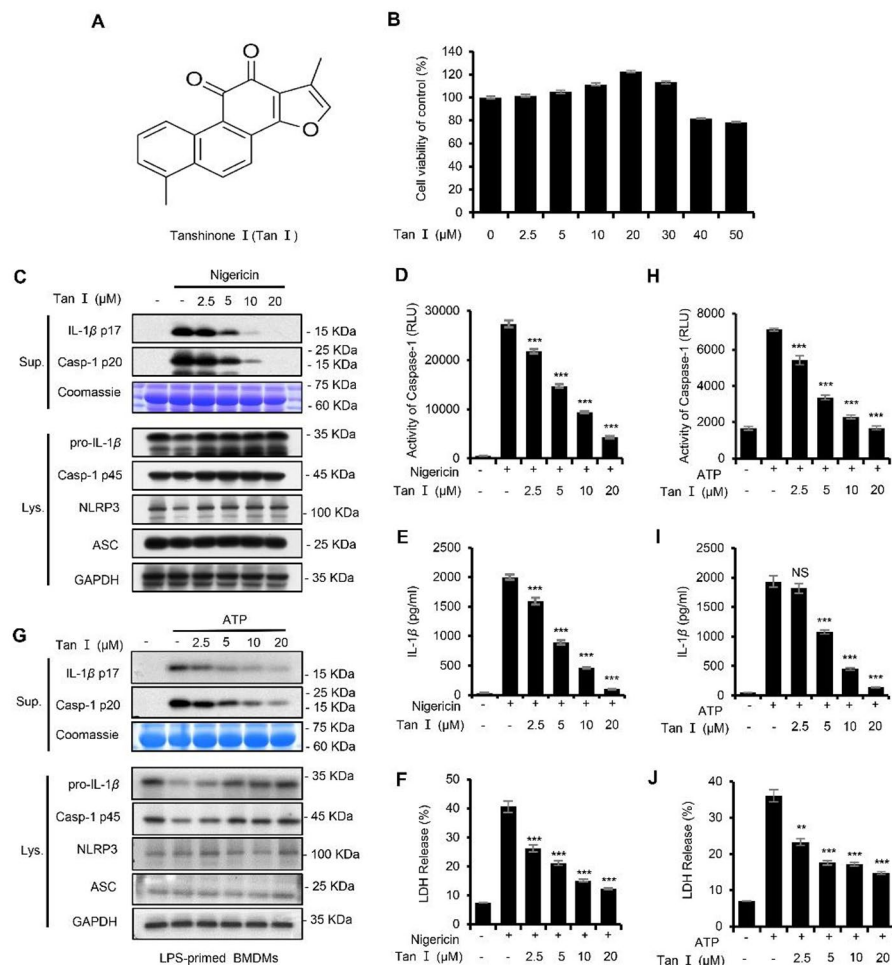 A
O
O
O
Tanshinone Ⅰ (Tan Ⅰ)
B
Cell viability of control (%)
140
120
100
80
60
40
20
0
Tan Ⅰ (μM) 0 2.5 5 10 20 30 40 50
C
Nigericin
Tan Ⅰ (μM) - - 2.5 5 10 20
Sup.
IL-1β p17 - 15 KDa
Casp-1 p20 - 25 KDa
- 15 KDa
Coomassie - 75 KDa
- 60 KDa
Lys.
pro-IL-1β - 35 KDa
Casp-1 p45 - 45 KDa
NLRP3 - 100 KDa
ASC - 25 KDa
GAPDH - 35 KDa
D
Activity of Caspase-1 (RLU)
30000
20000
10000
0
*** *** *** ***
Nigericin - + + + + +
Tan Ⅰ (μM) - - 2.5 5 10 20
H
Activity of Caspase-1 (RLU)
8000
6000
4000
2000
0
*** *** *** ***
ATP - + + + + +
Tan Ⅰ (μM) - - 2.5 5 10 20
E
IL-1β (pg/ml)
2500
2000
1500
1000
500
0
*** *** *** ***
Nigericin - + + + + +
Tan Ⅰ (μM) - - 2.5 5 10 20
I
IL-1β (pg/ml)
2500
2000
1500
1000
500
0
NS *** *** ***
ATP - + + + + +
Tan Ⅰ (μM) - - 2.5 5 10 20
G
ATP
Tan Ⅰ (μM) - - 2.5 5 10 20
Sup.
IL-1β p17 - 15 KDa
Casp-1 p20 - 25 KDa
- 15 KDa
Coomassie - 75 KDa
- 60 KDa
Lys.
pro-IL-1β - 35 KDa
Casp-1 p45 - 45 KDa
NLRP3 - 100 KDa
ASC - 25 KDa
GAPDH - 35 KDa
LPS-primed BMDMs
F
LDH Release (%)
50
40
30
20
10
0
*** *** *** ***
Nigericin - + + + + +
Tan Ⅰ (μM) - - 2.5 5 10 20
J
LDH Release (%)
40
30
20
10
0
** *** *** ***
ATP - + + + + +
Tan Ⅰ (μM) - - 2.5 5 10 20